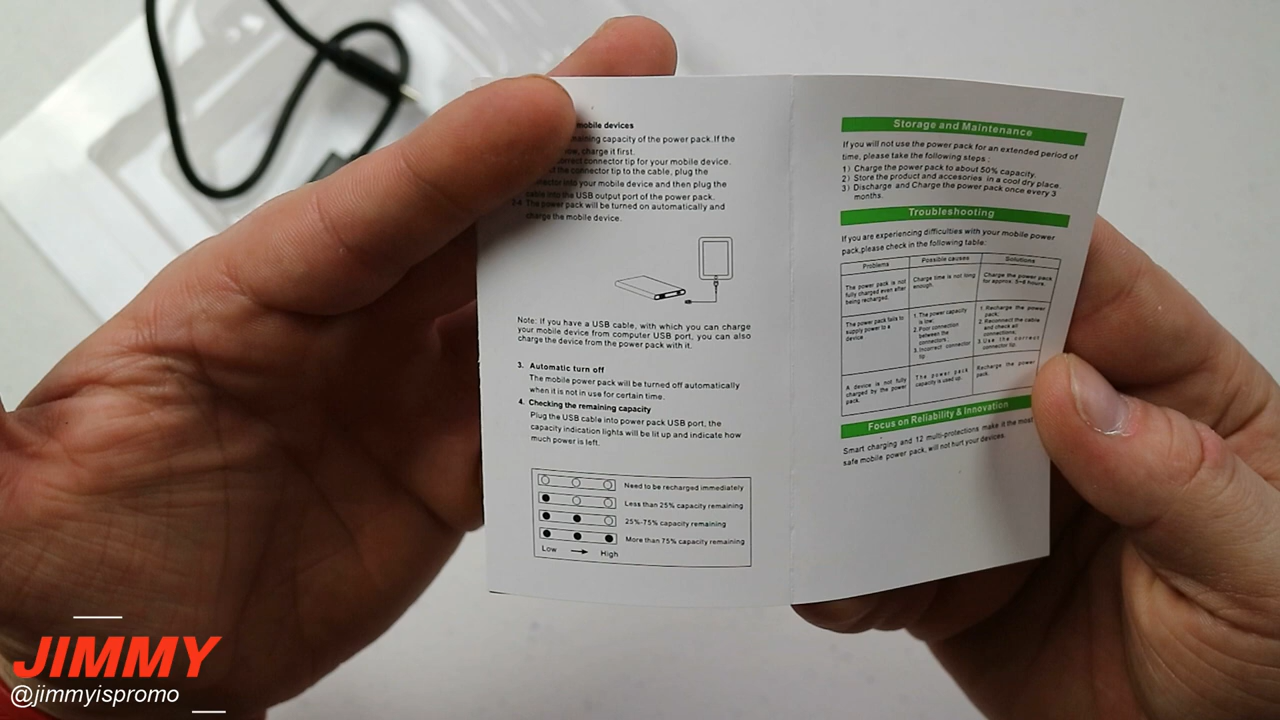 mobile devices
remaining capacity of the power pack. If the
low, charge it first.
correct connector tip for your mobile device.
of the connector tip to the cable, plug the
connector into your mobile device and then plug the
cable into the USB output port of the power pack.
2.4 The power pack will be turned on automatically and
charge the mobile device.
Note: If you have a USB cable, with which you can charge
your mobile device from computer USB port, you can also
charge the device from the power pack with it.
3. Automatic turn off
The mobile power pack will be turned off automatically
when it is not in use for certain time.
4. Checking the remaining capacity
Plug the USB cable into power pack USB port, the
capacity indication lights will be lit up and indicate how
much power is left.
Need to be recharged immediately
Less than 25% capacity remaining
25%-75% capacity remaining
More than 75% capacity remaining
Low → High
Storage and Maintenance
If you will not use the power pack for an extended period of
time, please take the following steps :
1) Charge the power pack to about 50% capacity.
2) Store the product and accesories in a cool dry place.
3) Discharge and Charge the power pack once every 3
months.
Troubleshooting
If you are experiencing difficulties with your mobile power
pack,please check in the following table:
Problems Possible causes Solutions
The power pack is not
fully charged even after
being recharged.
Charge time is not long
enough.
Charge the power pack
for approx. 5-6 hours.
The power pack fails to
supply power to a
device
1. The power capacity
is low;
2. Poor connection
between the
connectors;
3. Incorrect connector
tip
1. Recharge the power
pack;
2. Reconnect the cable
and check all
connections;
3. Use the correct
connector tip
A device is not fully
charged by the power
pack.
The power pack
capacity is used up.
Recharge the power
pack.
Focus on Reliability & Innovation
Smart charging and 12 multi-protections make it the most
safe mobile power pack, will not hurt your devices.
JIMMY
@jimmyispromo